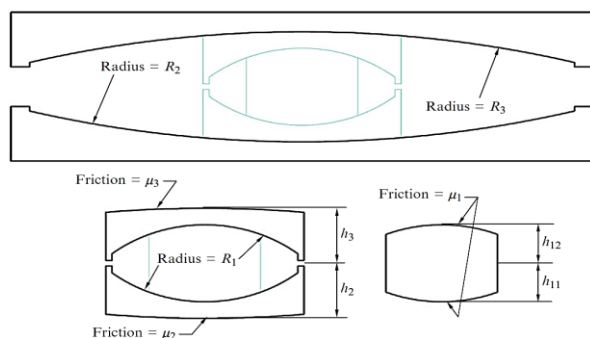 Radius = R₂
Radius = R₃
Friction = μ₃
Friction = μ₁
h₃
h₁₂
Radius = R₁
h₂
h₁₁
Friction = μ₂